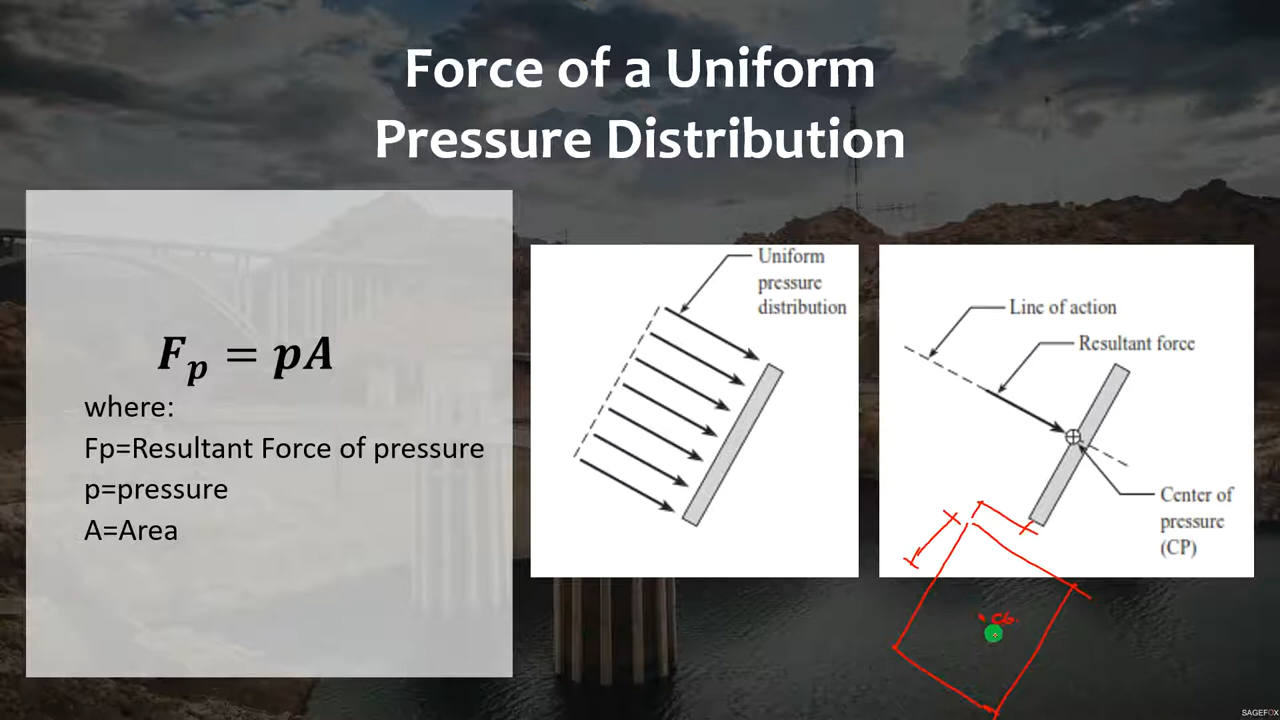 Force of a Uniform
Pressure Distribution
Fₚ = pA
where:
Fp=Resultant Force of pressure
p=pressure
A=Area
Uniform
pressure
distribution
Line of action
Resultant force
Center of
pressure
(CP)
CG.
SAGEFOX